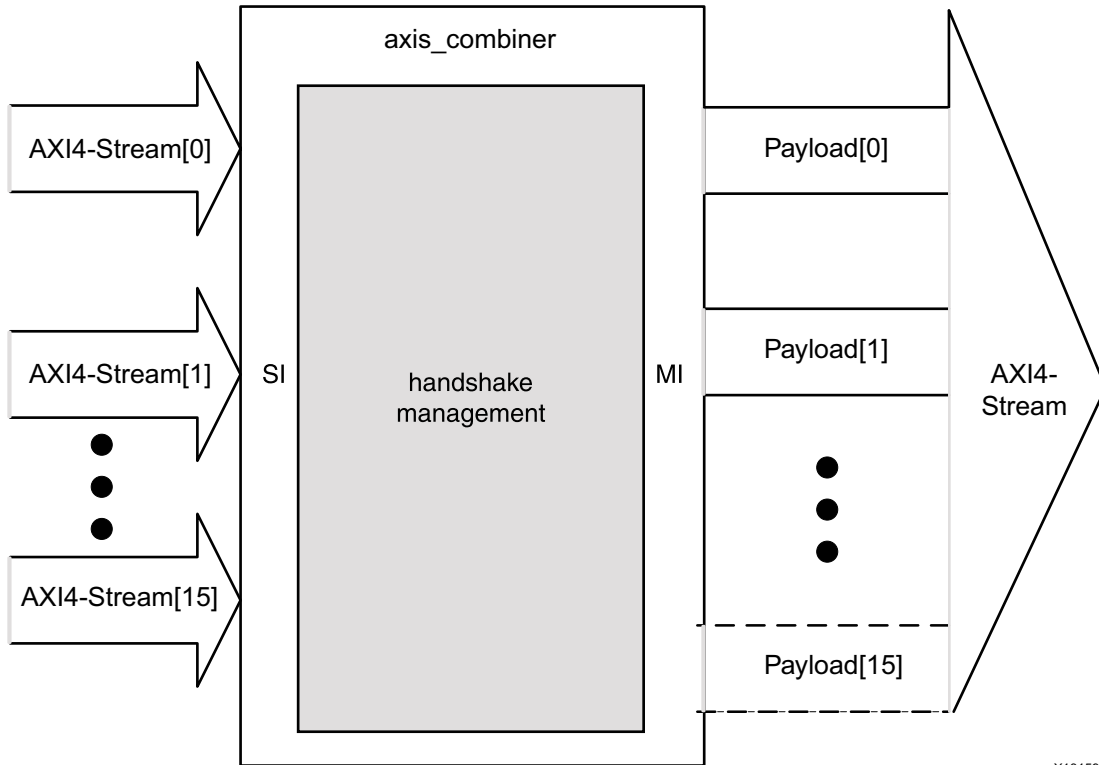 axis_combiner
AXI4-Stream[0]
Payload[0]
AXI4-Stream[1]
SI
handshake
management
MI
Payload[1]
AXI4-
Stream
AXI4-Stream[15]
Payload[15]